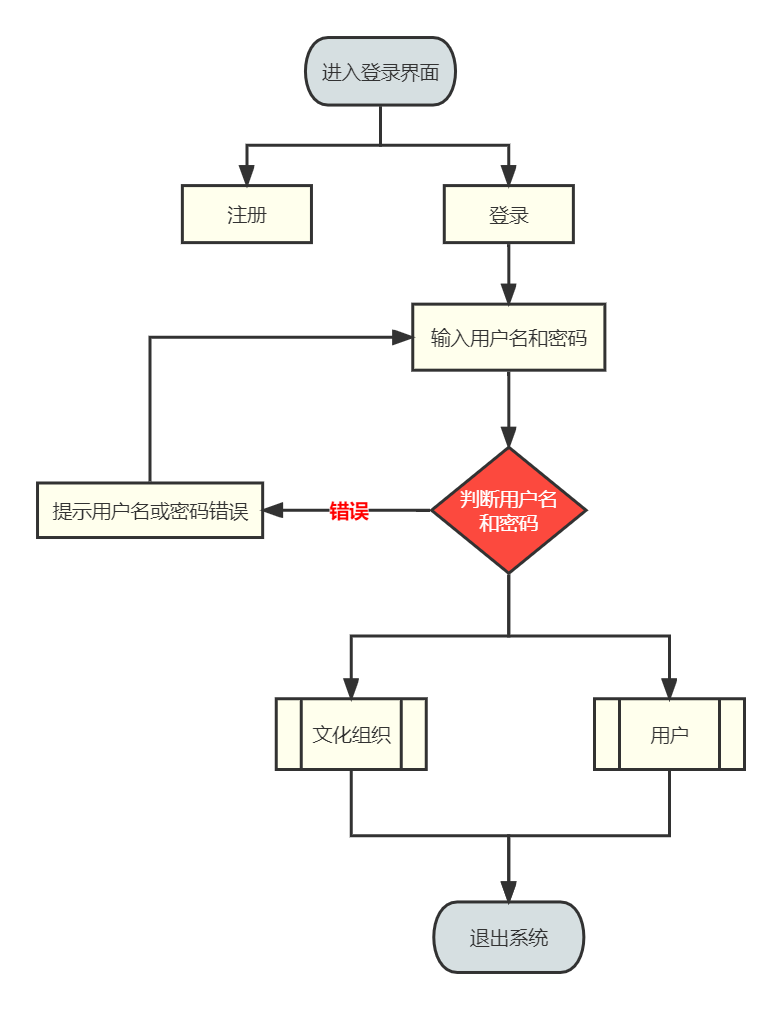 进入登录界面
注册
登录
输入用户名和密码
判断用户名
和密码
错误
提示用户名或密码错误
文化组织
用户
退出系统